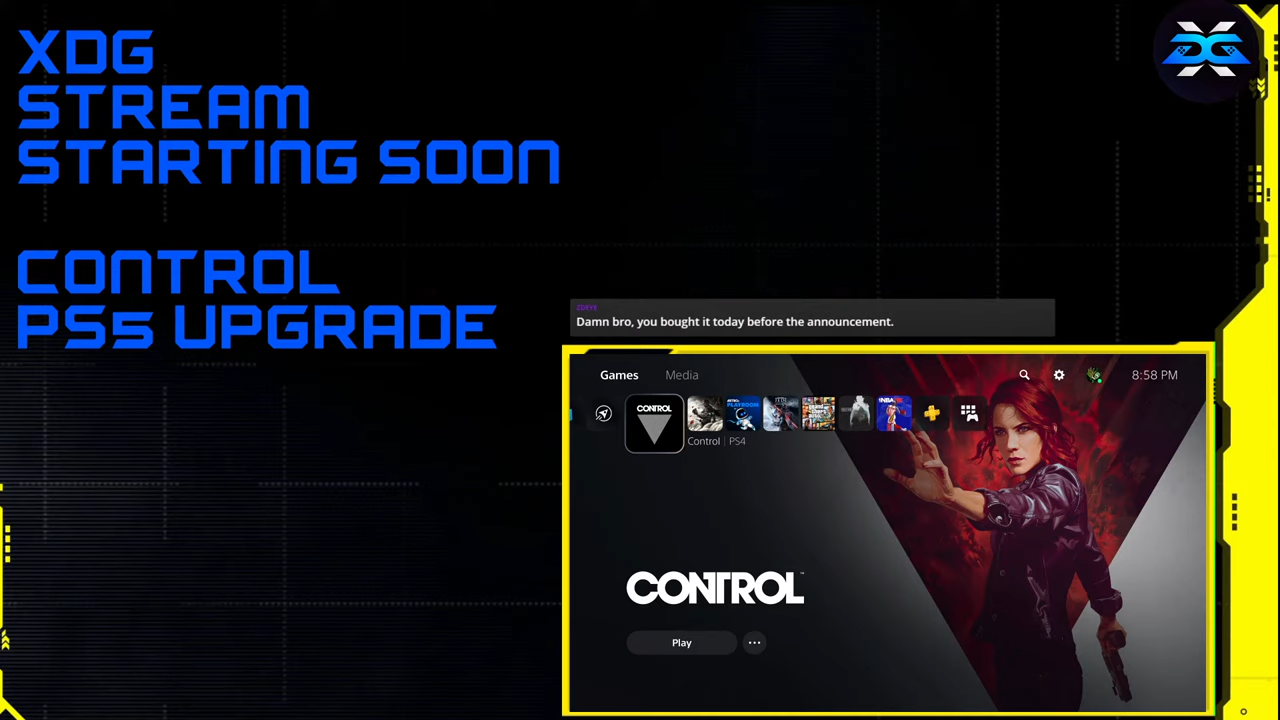 XDG
STREAM
STARTING SOON
CONTROL
PS5 UPGRADE
ZDEYE
Damn bro, you bought it today before the announcement.
Games Media 8:58 PM
CONTROL
Control | PS4
CONTROL
Play